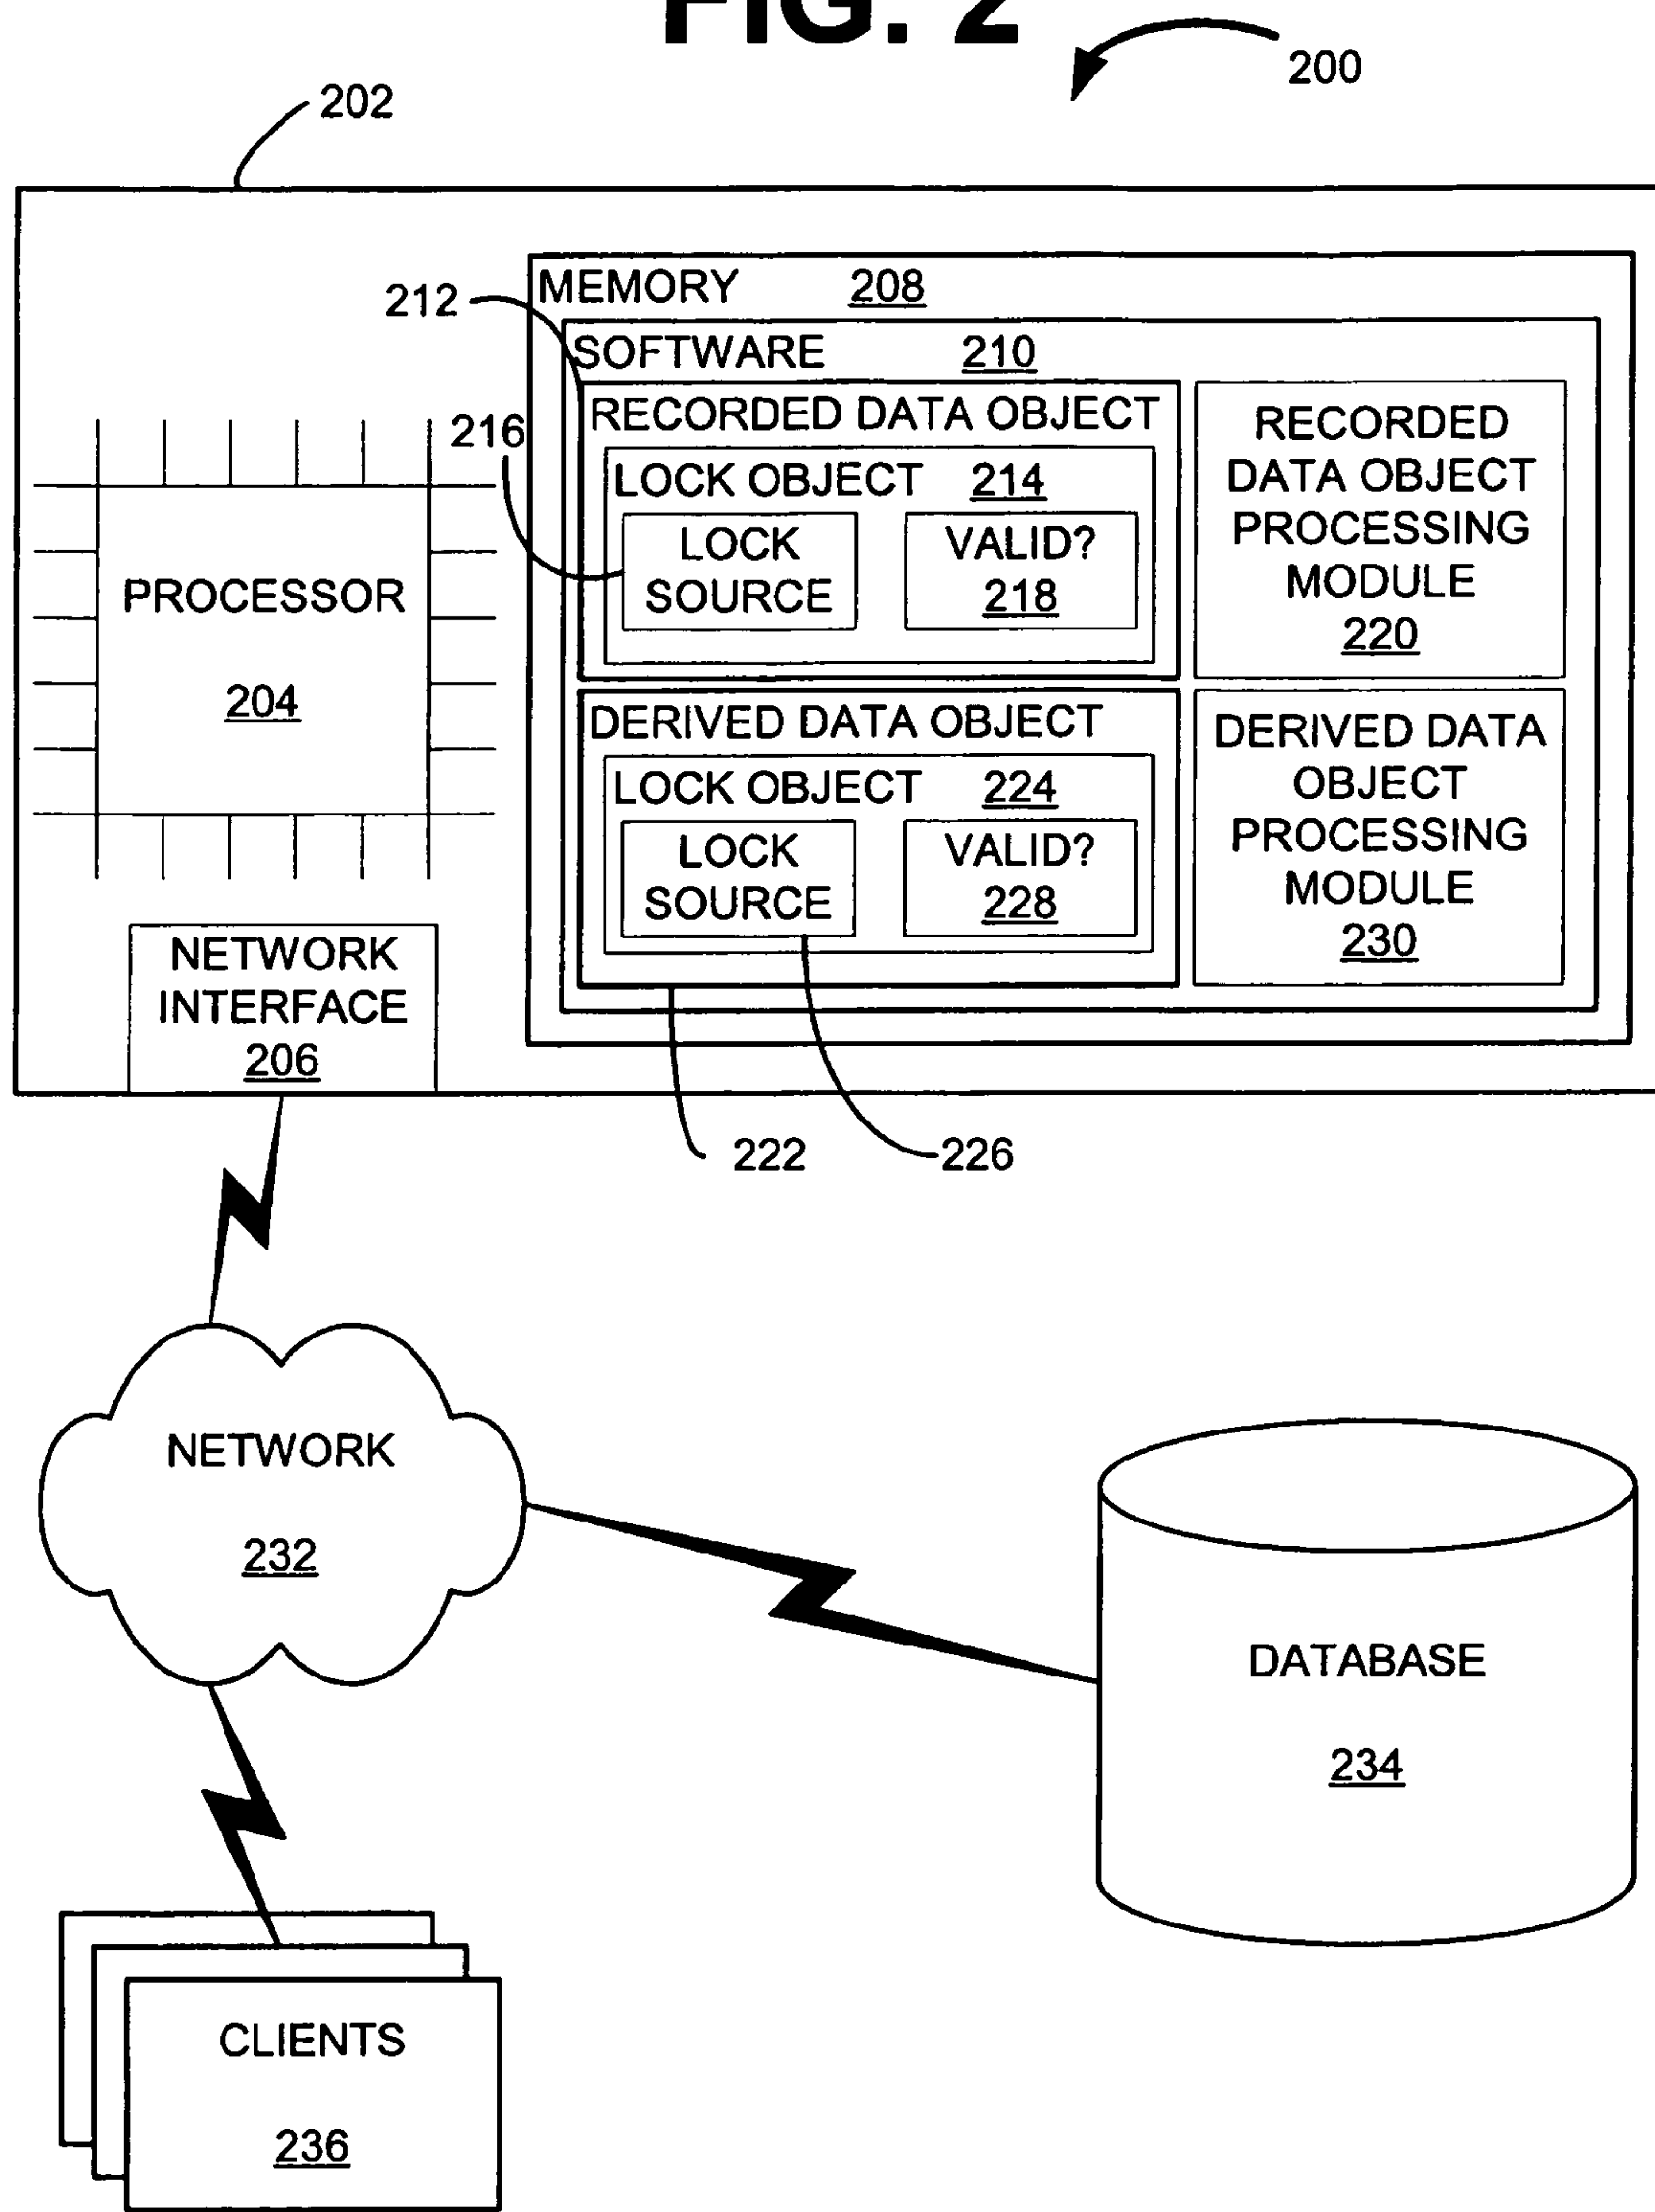 FIG. 2
200
202
MEMORY 208
212
SOFTWARE 210
RECORDED DATA OBJECT
216
LOCK OBJECT 214
LOCK
SOURCE
VALID?
218
RECORDED
DATA OBJECT
PROCESSING
MODULE
220
PROCESSOR
204
DERIVED DATA OBJECT
LOCK OBJECT 224
LOCK
SOURCE
VALID?
228
DERIVED DATA
OBJECT
PROCESSING
MODULE
230
NETWORK
INTERFACE
206
222
226
NETWORK
232
DATABASE
234
CLIENTS
236